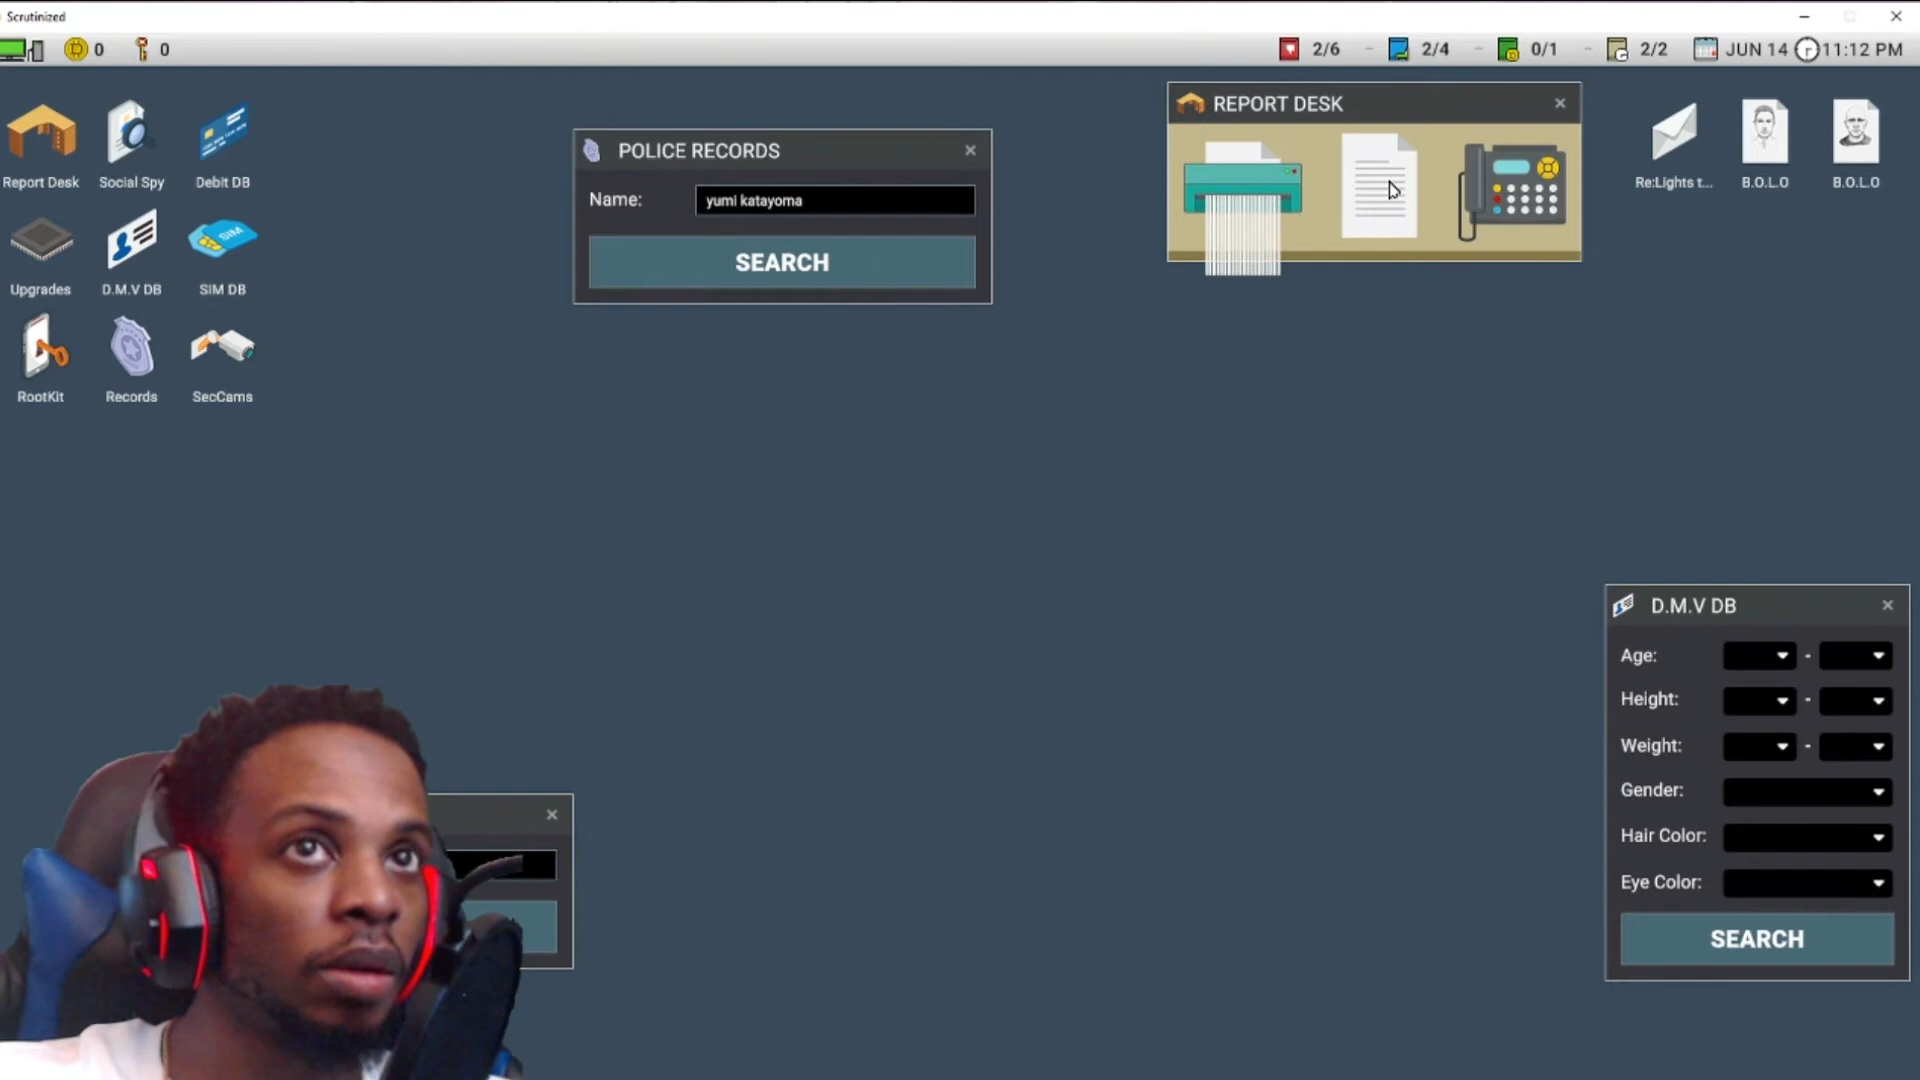 Scrutinized
0 0 2/6 - 2/4 - 0/1 - 2/2 JUN 14 11:12 PM
Report Desk Social Spy Debit DB
Upgrades D.M.V DB SIM DB
SIM
RootKit Records SecCams
POLICE RECORDS
Name: yumi katayoma
SEARCH
REPORT DESK
Re:Lights t... B.O.L.O B.O.L.O
D.M.V DB
Age: -
Height: -
Weight: -
Gender:
Hair Color:
Eye Color:
SEARCH